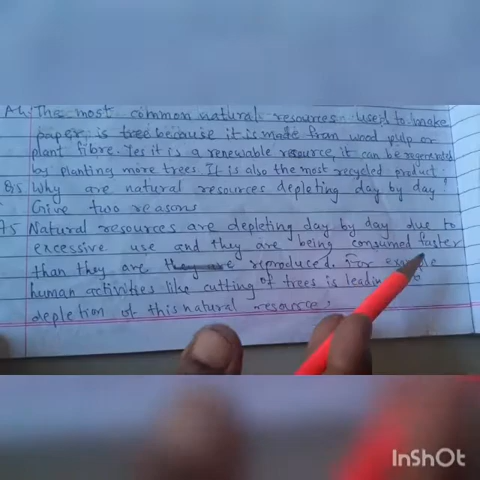 A4: The most common natural resources used to make
paper, is tree because it is made from wood pulp or
plant fibre. Yes it is a renewable resource, it can be regenerated
by planting more trees. It is also the most recycled product.
Q5 Why are natural resources depleting day by day
Give two reasons
A5 Natural resources are depleting day by day due to
excessive use and they are being consumed faster
than they are reproduced. For
human activities like cutting of trees is leading
depletion of this natural resource.
InShOt